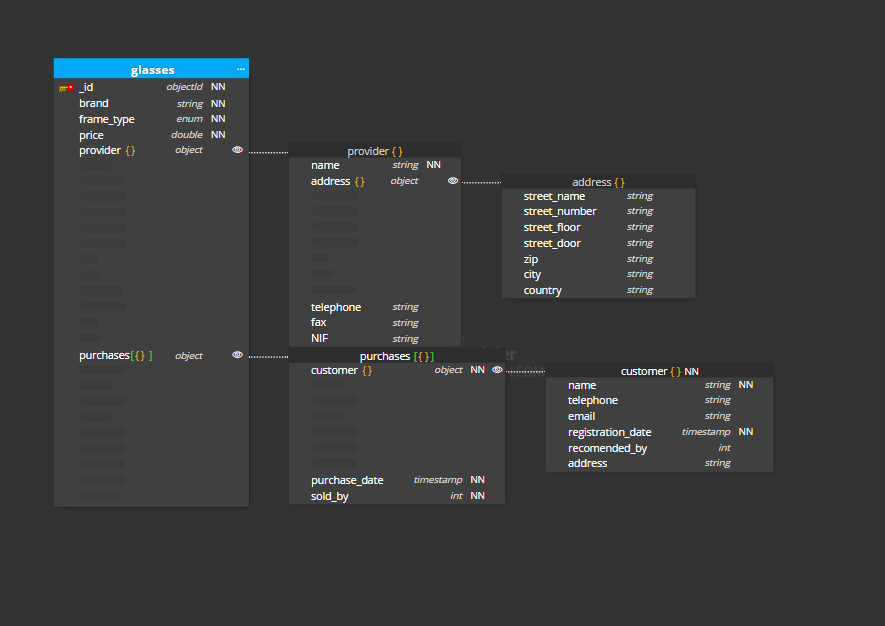 glasses ...
_id objectId NN
brand string NN
frame_type enum NN
price double NN
provider {} object
provider {}
name string NN
address {} object
address {}
street_name string
street_number string
street_floor string
street_door string
zip string
city string
country string
telephone string
fax string
NIF string
purchases[{} ] object
purchases [{}]
customer {} object NN
customer {} NN
name string NN
telephone string
email string
registration_date timestamp NN
recomended_by int
address string
purchase_date timestamp NN
sold_by int NN